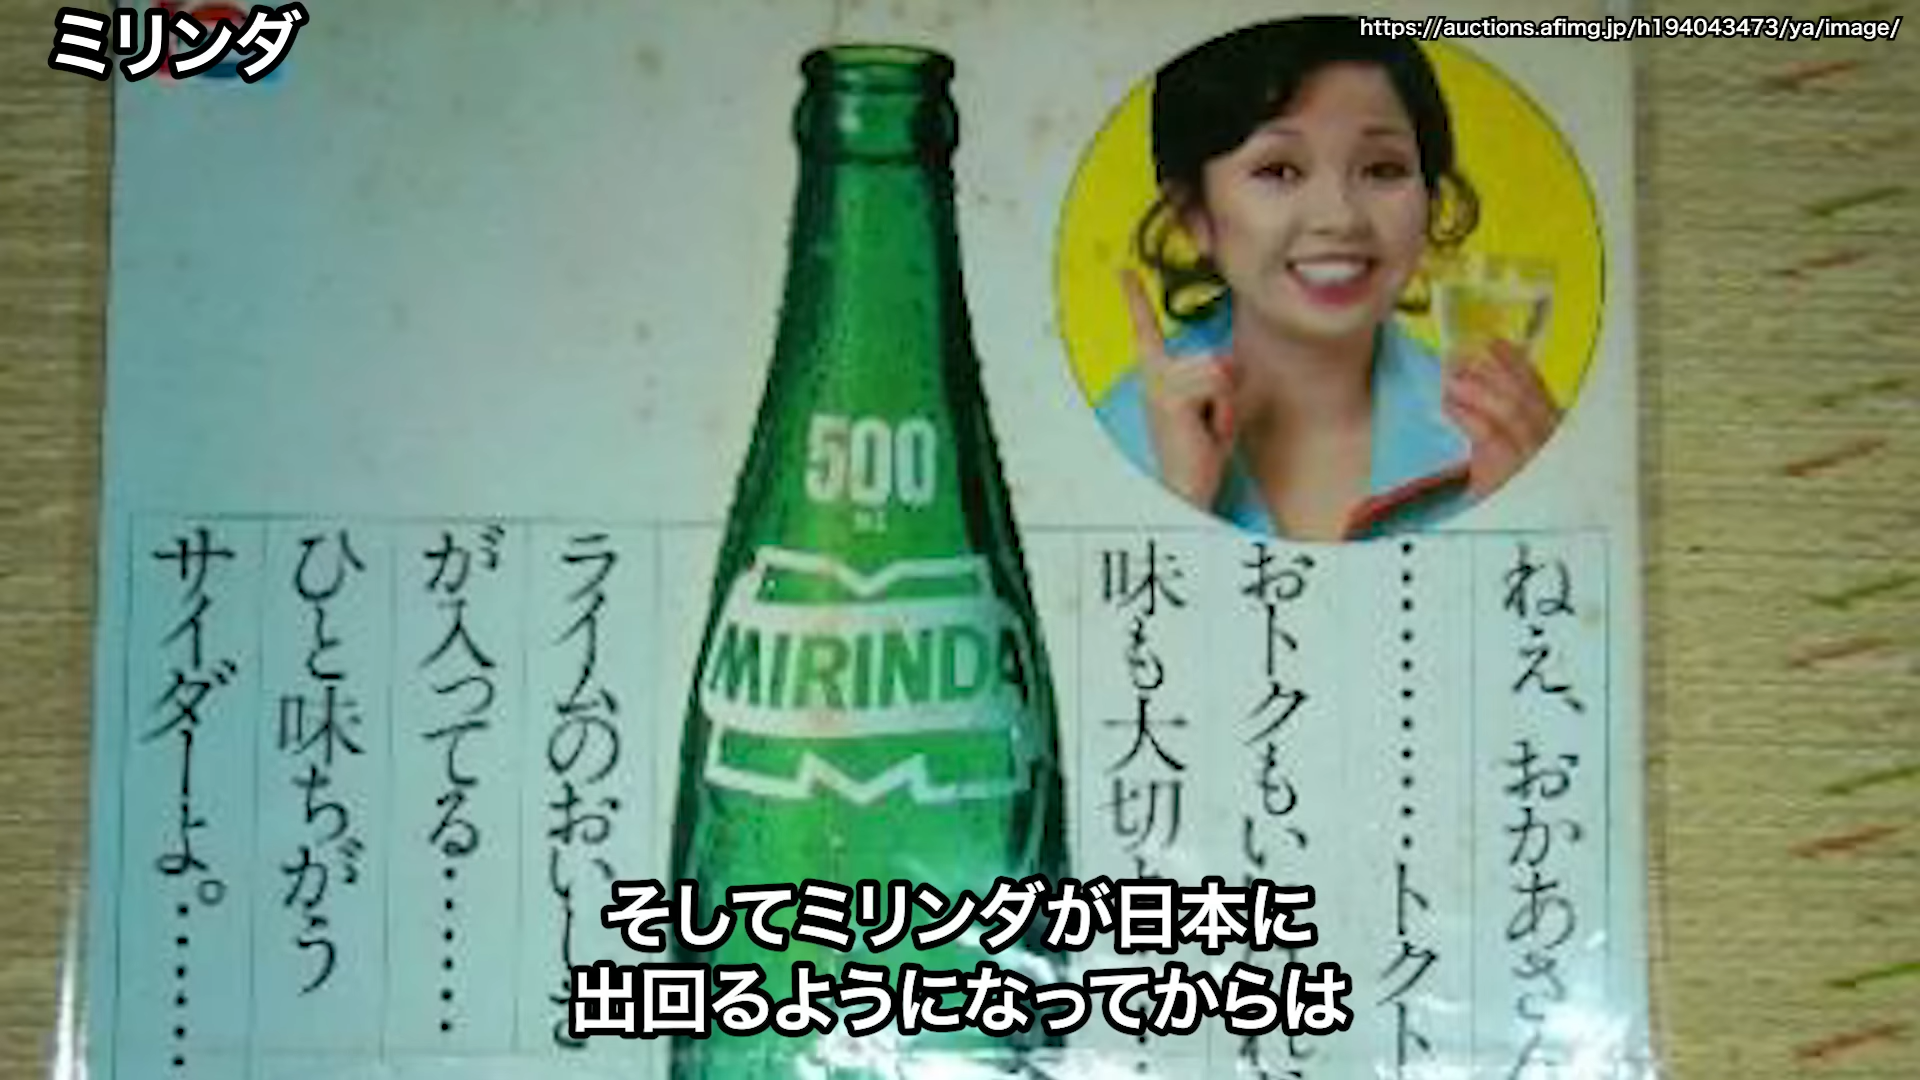 ミリンダ
https://auctions.afimg.jp/h194043473/ya/image/
500
MIRINDA
ねえ、おかあさん
・・・・・・・・・・トクト
おトクもい
味も大切
ライムのおいし
が入ってる・・・・・・
ひと味ちがう
サイダーよ。・・・・・・
そしてミリンダが日本に
出回るようになってからは